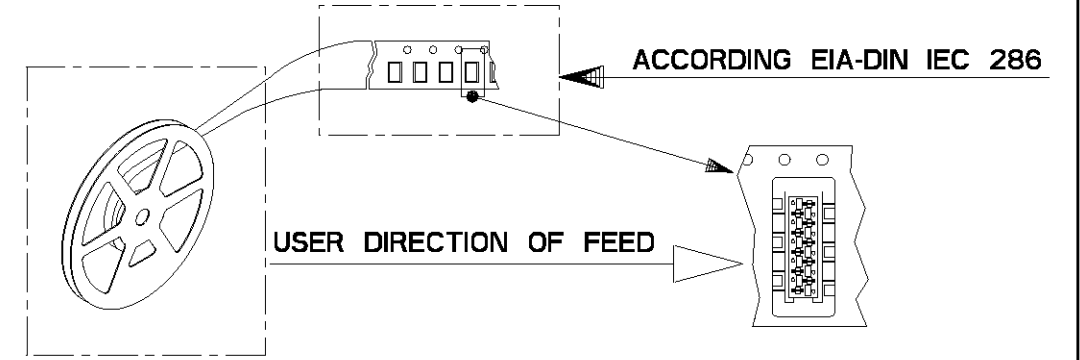 ACCORDING EIA-DIN IEC 286
USER DIRECTION OF FEED